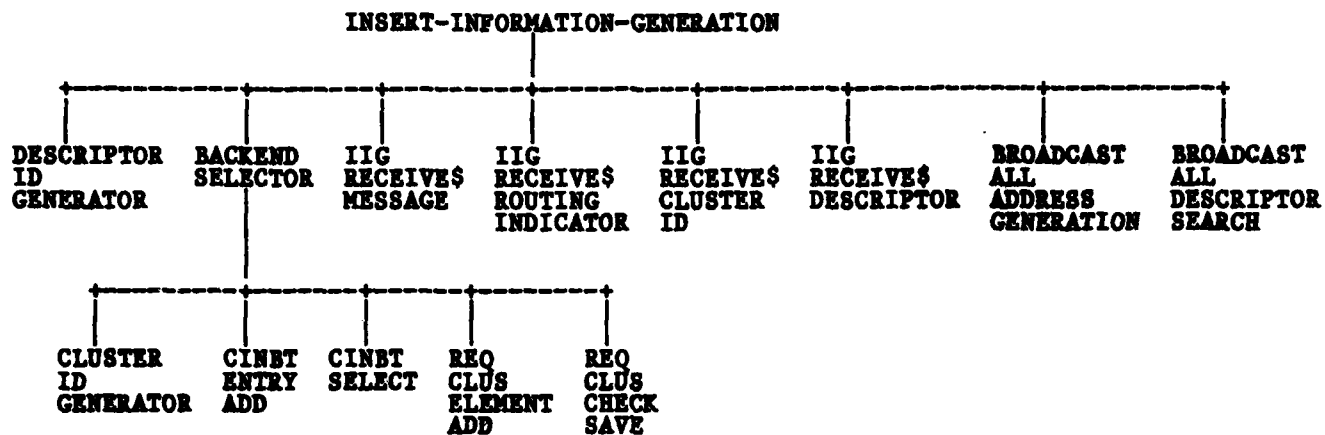 INSERT-INFORMATION-GENERATION
DESCRIPTOR BACKEND IIG IIG IIG IIG BROADCAST BROADCAST
ID SELECTOR RECEIVE$ RECEIVE$ RECEIVE$ RECEIVE$ ALL ALL
GENERATOR MESSAGE ROUTING CLUSTER DESCRIPTOR ADDRESS DESCRIPTOR
INDICATOR ID GENERATION SEARCH
CLUSTER CINBT CINBT REQ REQ
ID ENTRY SELECT CLUS CLUS
GENERATOR ADD ELEMENT CHECK
ADD SAVE